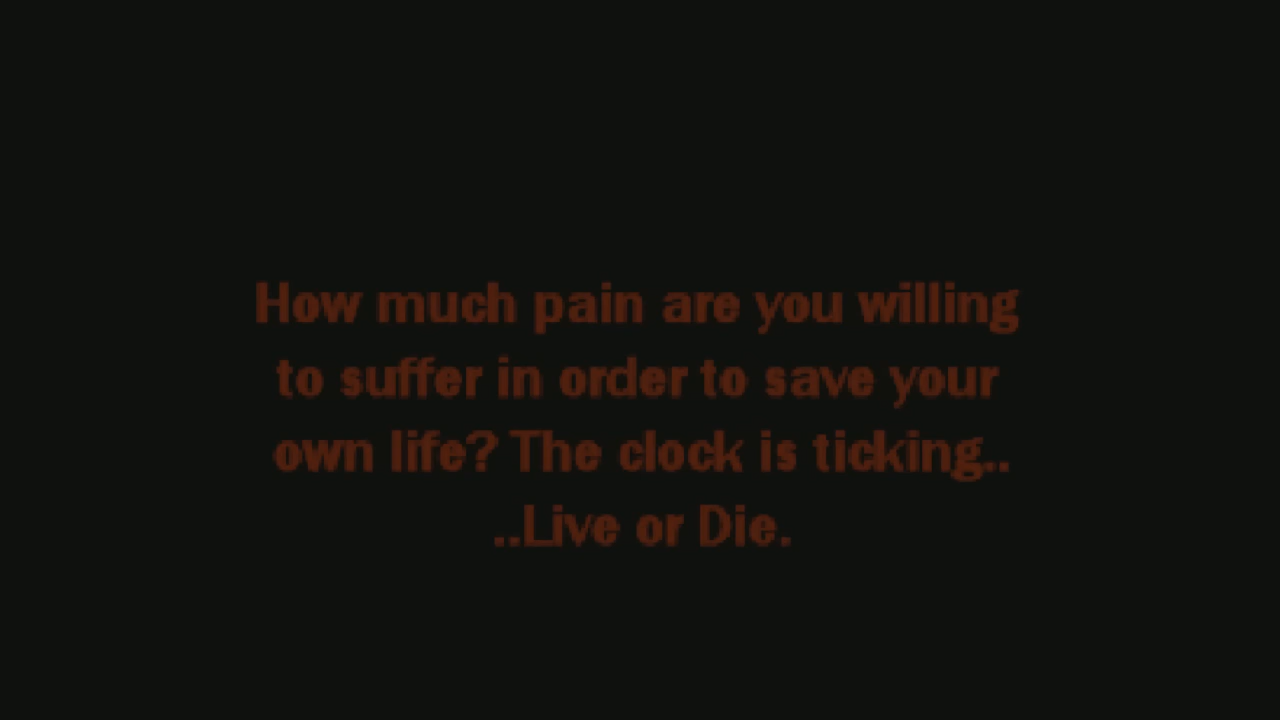 How much pain are you willing
to suffer in order to save your
own life? The clock is ticking..
..Live or Die.